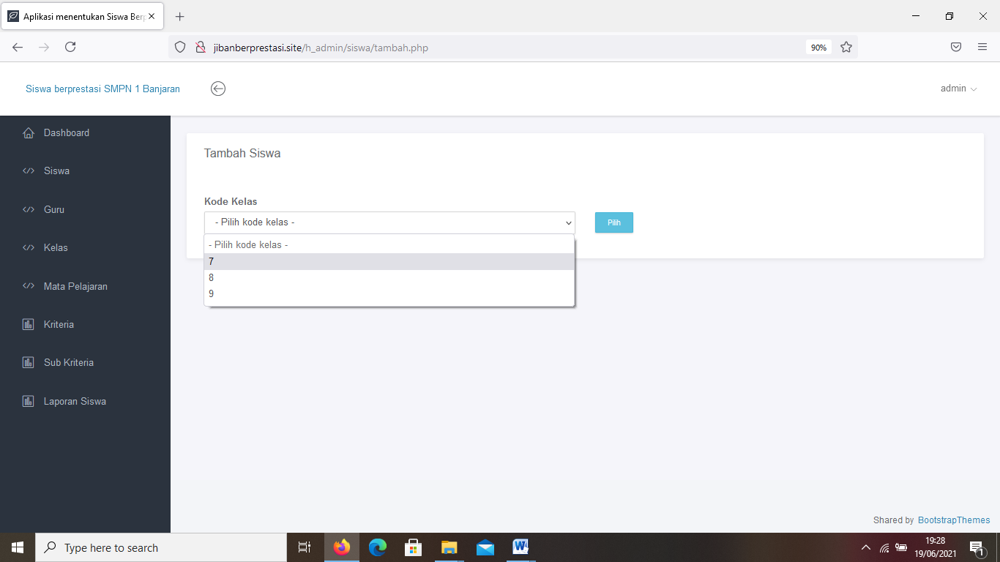 Aplikasi menentukan Siswa Berp
jibanberprestasi.site/h_admin/siswa/tambah.php
90%
Siswa berprestasi SMPN 1 Banjaran
admin
Dashboard
Siswa
Guru
Kelas
Mata Pelajaran
Kriteria
Sub Kriteria
Laporan Siswa
Tambah Siswa
Kode Kelas
- Pilih kode kelas -
Pilih
- Pilih kode kelas -
7
8
9
Shared by BootstrapThemes
Type here to search
19:28
19/06/2021
1